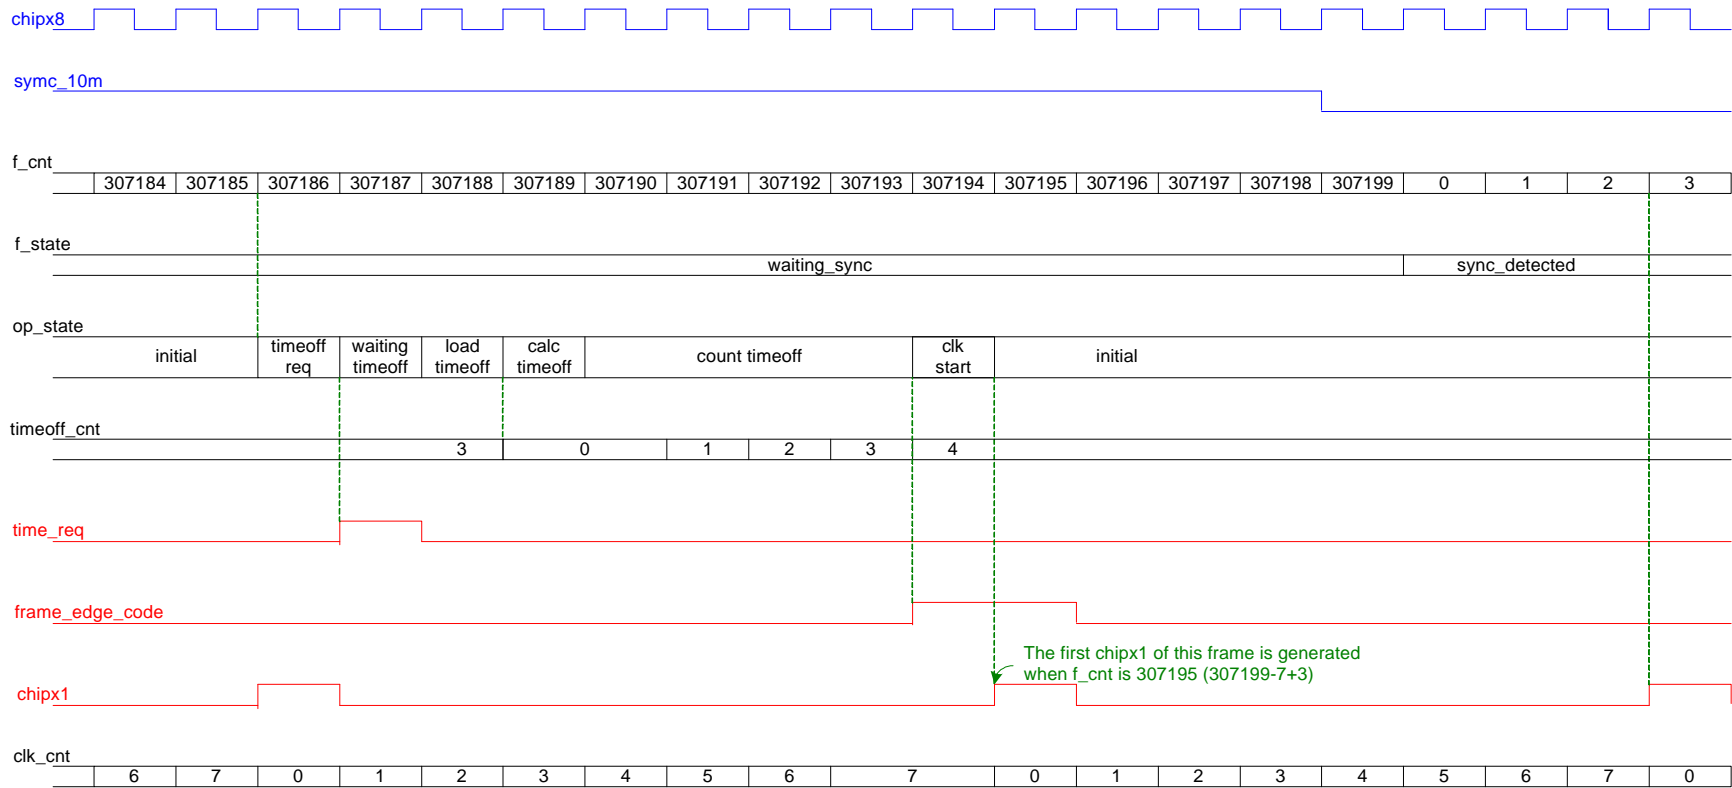 chipx8
symc_10m
f_cnt
307184 307185 307186 307187 307188 307189 307190 307191 307192 307193 307194 307195 307196 307197 307198 307199 0 1 2 3
f_state
waiting_sync sync_detected
op_state
initial timeoff req waiting timeoff load timeoff calc timeoff count timeoff clk start initial
timeoff_cnt
3 0 1 2 3 4
time_req
frame_edge_code
The first chipx1 of this frame is generated
when f_cnt is 307195 (307199-7+3)
chipx1
clk_cnt
6 7 0 1 2 3 4 5 6 7 0 1 2 3 4 5 6 7 0